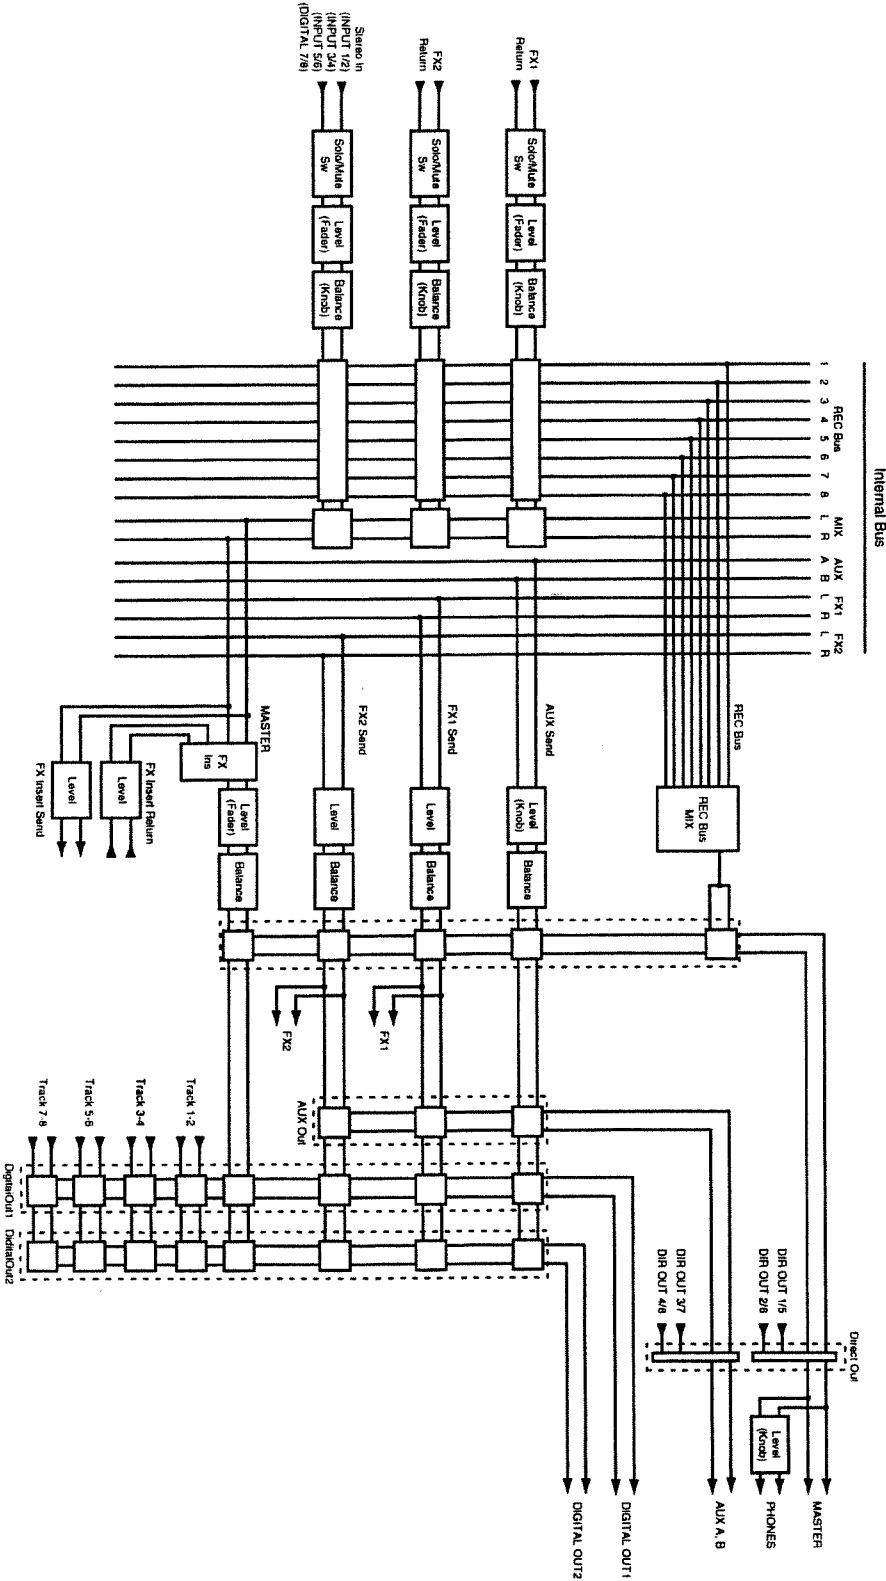 Internal Bus
REC Bus
MIX
AUX
FX1
FX2
1
2
3
4
5
6
7
8
L
R
A
B
L
R
L
R
FX1
Return
Solo/Mute
Sw
Level
(Fader)
Balance
(Knob)
FX2
Return
Solo/Mute
Sw
Level
(Fader)
Balance
(Knob)
Stereo In
(INPUT 1/2)
(INPUT 3/4)
(INPUT 5/6)
(DIGITAL 7/8)
Solo/Mute
Sw
Level
(Fader)
Balance
(Knob)
REC Bus
REC Bus
MIX
AUX Send
Level
(Knob)
Balance
FX1 Send
Level
Balance
FX2 Send
Level
Balance
MASTER
FX
Ins
Level
(Fader)
Balance
FX Insert Return
Level
FX Insert Send
Level
FX1
FX2
AUX Out
Track 1-2
Track 3-4
Track 5-6
Track 7-8
DigitalOut1
DiditalOut2
Direct Out
DIR OUT 1/5
DIR OUT 2/6
DIR OUT 3/7
DIR OUT 4/8
Level
(Knob)
MASTER
PHONES
AUX A, B
DIGITAL OUT1
DIGITAL OUT2